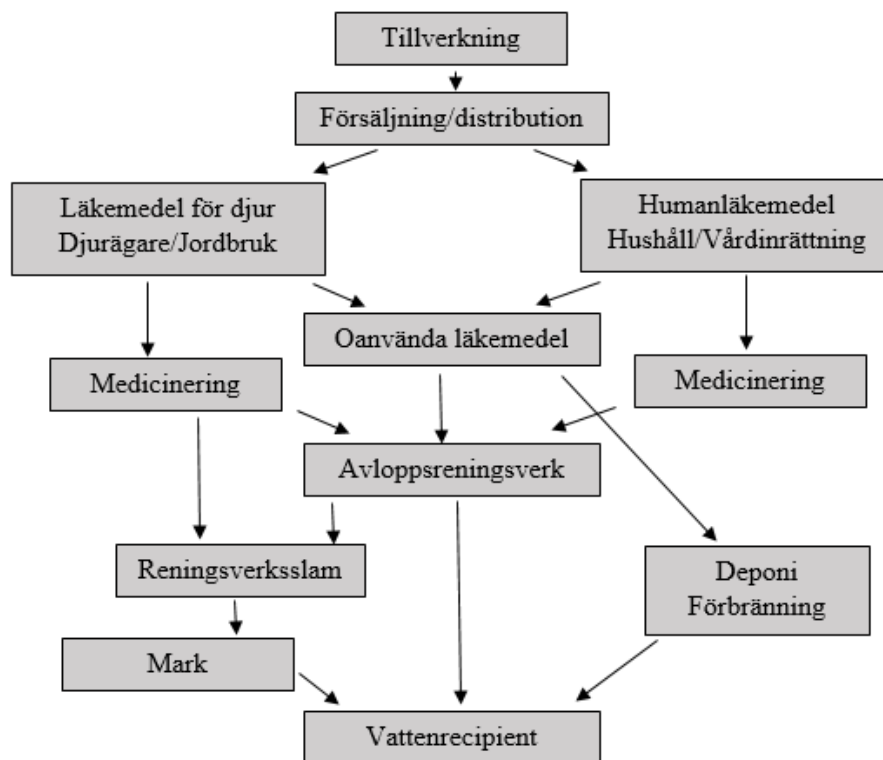 Tillverkning
Försäljning/distribution
Läkemedel för djur
Djurägare/Jordbruk
Humanläkemedel
Hushåll/Vårdinrättning
Oanvända läkemedel
Medicinering
Medicinering
Avloppsreningsverk
Reningsverksslam
Deponi
Förbränning
Mark
Vattenrecipient